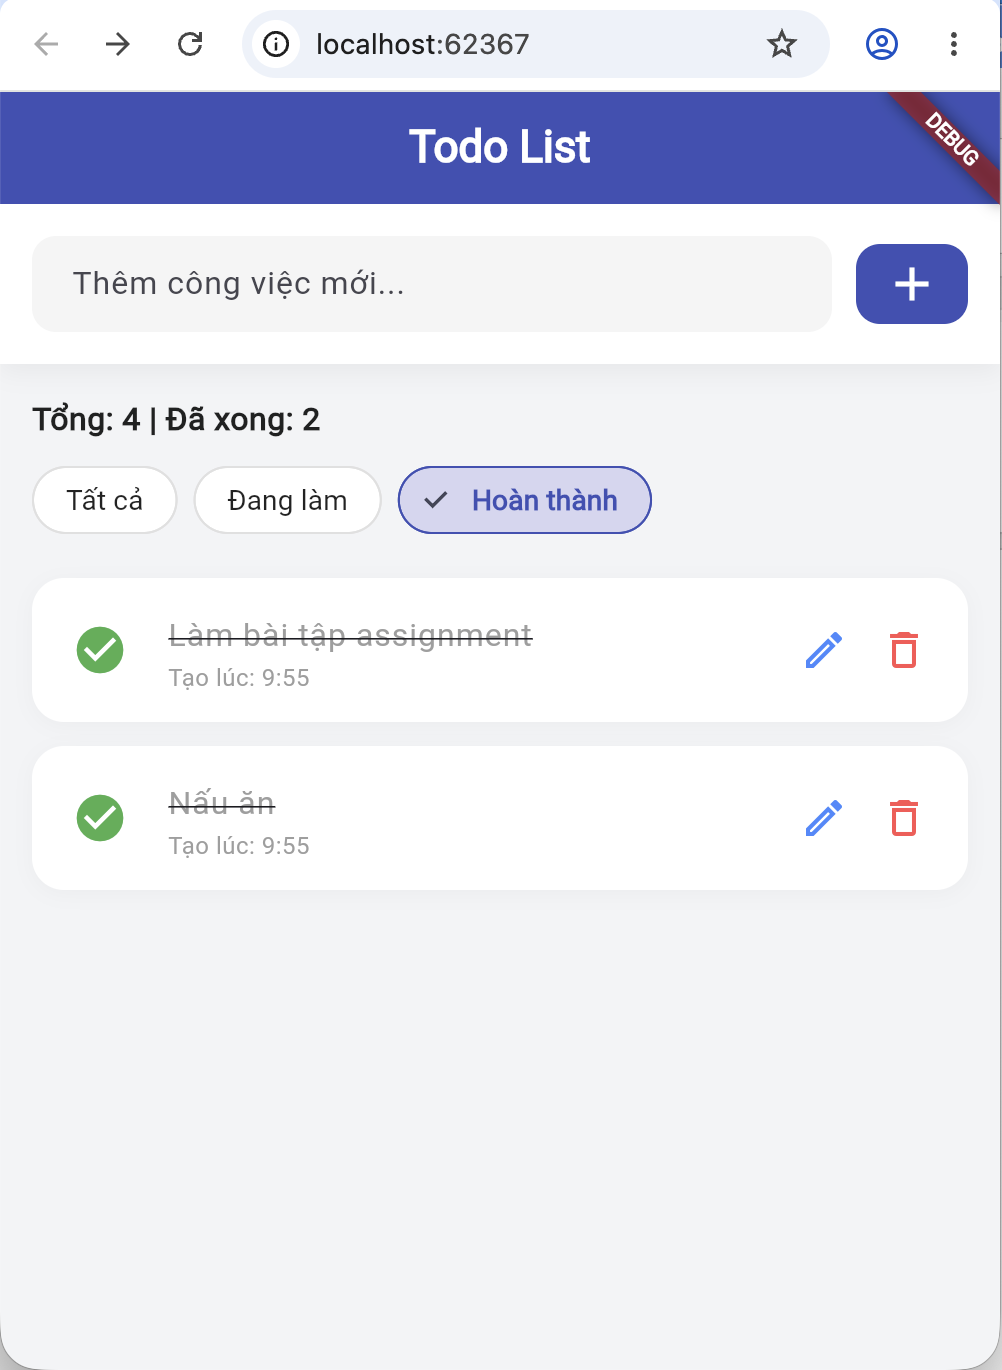 localhost:62367
Todo List
DEBUG
Thêm công việc mới...
Tổng: 4 | Đã xong: 2
Tất cả
Đang làm
Hoàn thành
Làm bài tập assignment
Tạo lúc: 9:55
Nấu ăn
Tạo lúc: 9:55